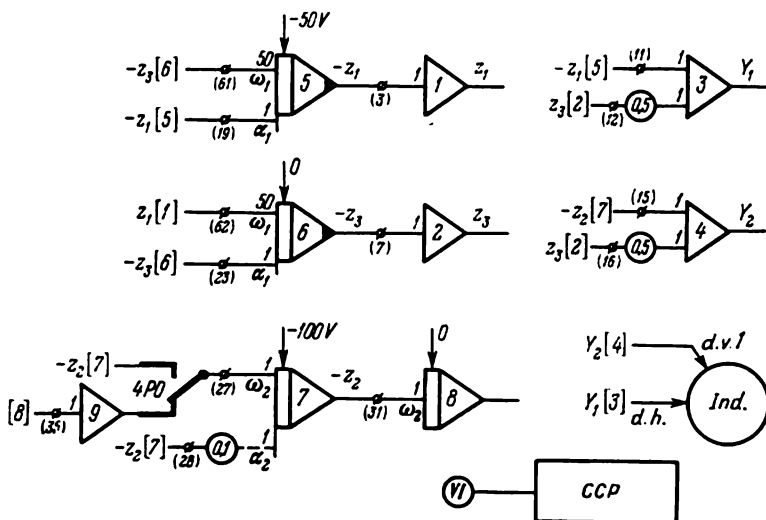 -50V
-z₃[6] (61) 50 ω₁ 5 -z₁ (3) 1 1 z₁
-z₁[5] (19) 1 α₁
-z₁[5] (11) 1 3 Y₁
z₃[2] (12) 0,5 1
0
z₁[1] (62) 50 ω₁ 6 -z₃ (7) 1 2 z₃
-z₃[6] (23) 1 α₁
-z₂[7] (15) 1 4 Y₂
z₃[2] (16) 0,5 1
-100V 0
-z₂[7] 4PO (27) 1 ω₂ 7 -z₂ (31) 1 ω₂ 8
[8] (35) 1 9
-z₂[7] (28) 0,1 1 α₂
Y₂[4] d.v.1
Y₁[3] d.h. Ind.
V1 CCP